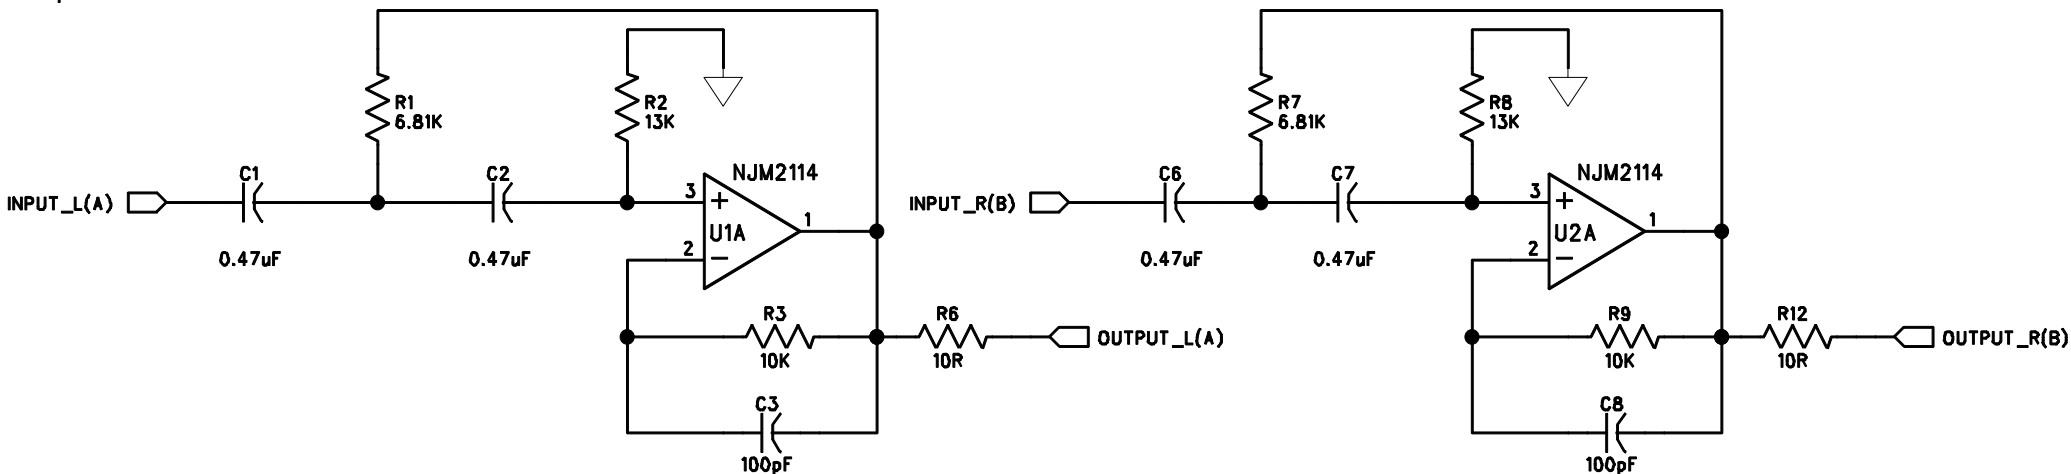 R1
6.81K
R2
13K
C1
C2
NJM2114
INPUT_L(A)
3
+
U1A
1
2
−
0.47uF
0.47uF
R3
10K
R6
10R
OUTPUT_L(A)
C3
100pF
R7
6.81K
R8
13K
C6
C7
NJM2114
INPUT_R(B)
3
+
U2A
1
2
−
0.47uF
0.47uF
R9
10K
R12
10R
OUTPUT_R(B)
C8
100pF